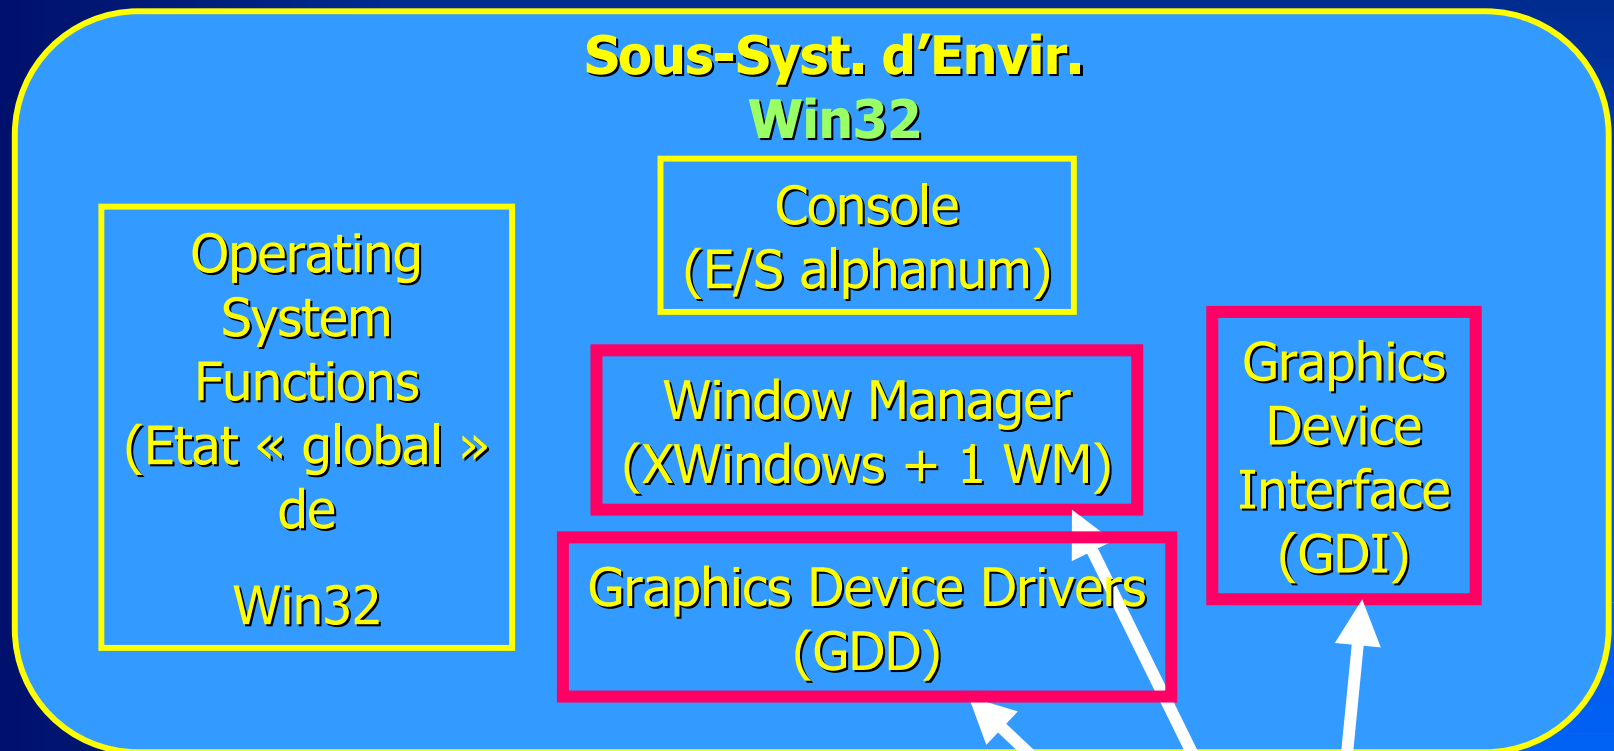 Sous-Syst. d’Envir.
Win32
Console
(E/S alphanum)
Operating
System
Functions
(Etat « global »
de
Win32
Window Manager
(XWindows + 1 WM)
Graphics Device Drivers
(GDD)
Graphics
Device
Interface
(GDI)